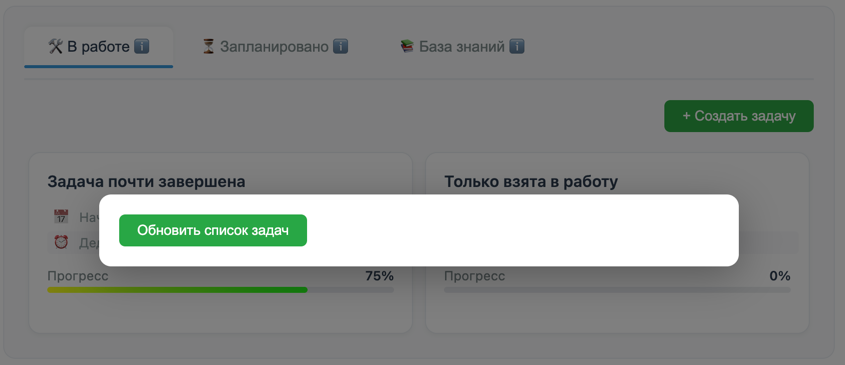 В работе
Запланировано
База знаний
+ Создать задачу
Задача почти завершена
Только взята в работу
Обновить список задач
Прогресс 75%
Прогресс 0%